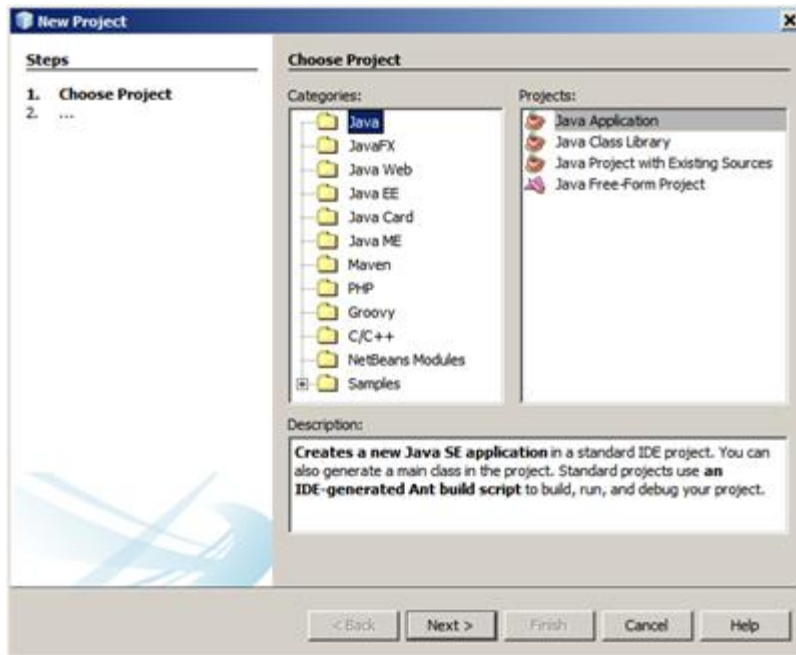 New Project
Steps
1. Choose Project
2. ...
Choose Project
Categories:
Java
JavaFX
Java Web
Java EE
Java Card
Java ME
Maven
PHP
Groovy
C/C++
NetBeans Modules
Samples
Projects:
Java Application
Java Class Library
Java Project with Existing Sources
Java Free-Form Project
Description:
Creates a new Java SE application in a standard IDE project. You can
also generate a main class in the project. Standard projects use an
IDE-generated Ant build script to build, run, and debug your project.
< Back
Next >
Finish
Cancel
Help